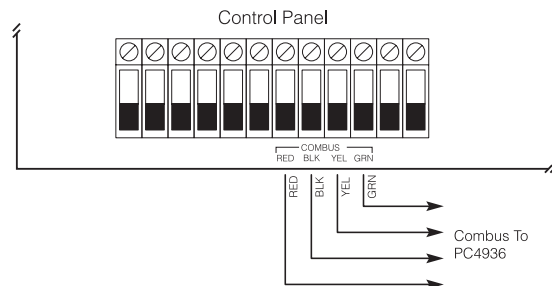 Control Panel
COMBUS
RED BLK YEL GRN
RED BLK YEL GRN
Combus To
PC4936